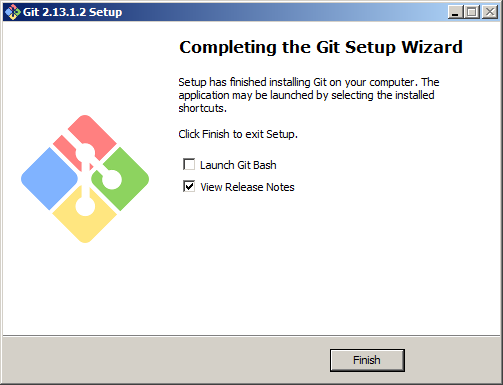 Git 2.13.1.2 Setup
Completing the Git Setup Wizard
Setup has finished installing Git on your computer. The
application may be launched by selecting the installed
shortcuts.
Click Finish to exit Setup.
Launch Git Bash
View Release Notes
Finish